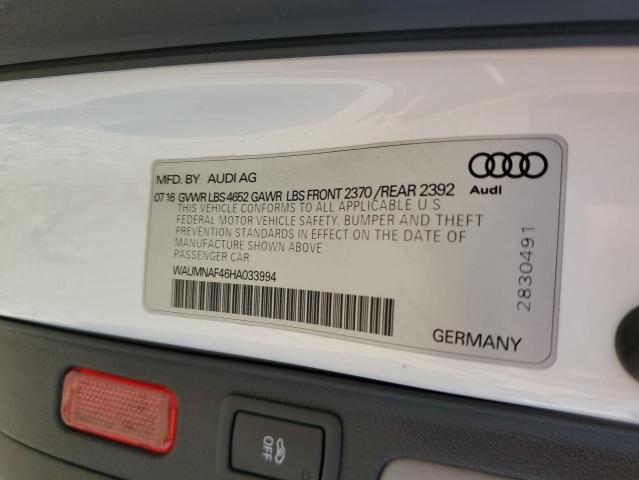 MFD. BY AUDI AG
Audi
07 16 GVWR LBS 4652 GAWR LBS FRONT 2370 / REAR 2392
THIS VEHICLE CONFORMS TO ALL APPLICABLE U.S.
FEDERAL MOTOR VEHICLE SAFETY, BUMPER AND THEFT
PREVENTION STANDARDS IN EFFECT ON THE DATE OF
MANUFACTURE SHOWN ABOVE
PASSENGER CAR
WAUMNAF46HA033994
2830491
GERMANY
OFF